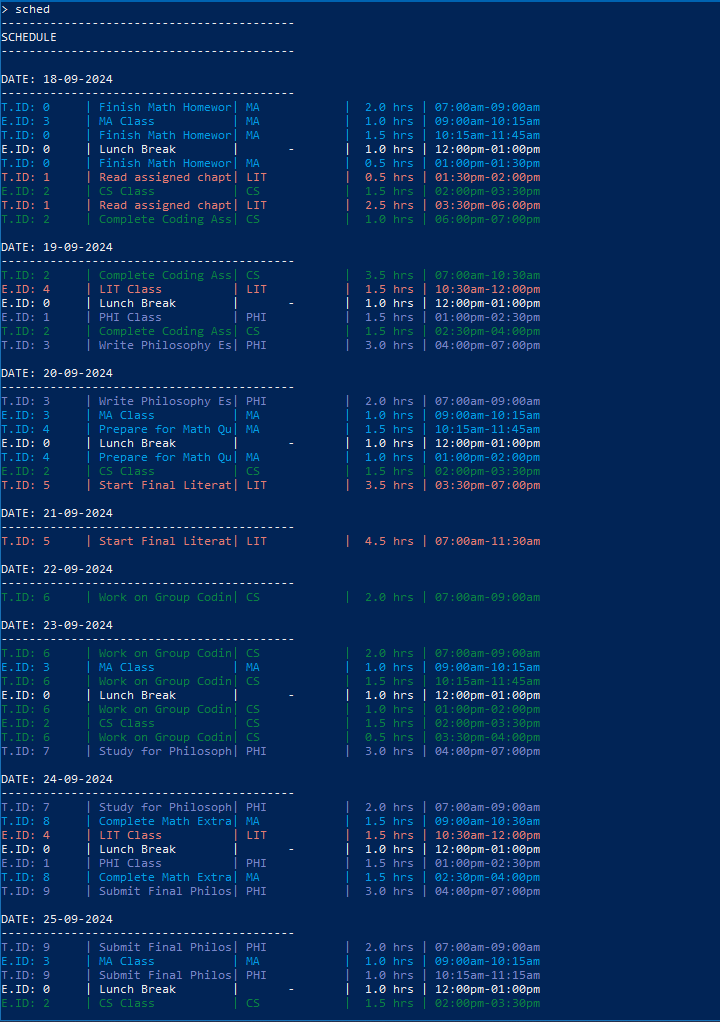 > sched
------------------------------------------
SCHEDULE
------------------------------------------
DATE: 18-09-2024
------------------------------------------
T.ID: 0 | Finish Math Homewor| MA | 2.0 hrs | 07:00am-09:00am
E.ID: 3 | MA Class | MA | 1.0 hrs | 09:00am-10:15am
T.ID: 0 | Finish Math Homewor| MA | 1.5 hrs | 10:15am-11:45am
E.ID: 0 | Lunch Break | - | 1.0 hrs | 12:00pm-01:00pm
T.ID: 0 | Finish Math Homewor| MA | 0.5 hrs | 01:00pm-01:30pm
T.ID: 1 | Read assigned chapt| LIT | 0.5 hrs | 01:30pm-02:00pm
E.ID: 2 | CS Class | CS | 1.5 hrs | 02:00pm-03:30pm
T.ID: 1 | Read assigned chapt| LIT | 2.5 hrs | 03:30pm-06:00pm
T.ID: 2 | Complete Coding Ass| CS | 1.0 hrs | 06:00pm-07:00pm
DATE: 19-09-2024
------------------------------------------
T.ID: 2 | Complete Coding Ass| CS | 3.5 hrs | 07:00am-10:30am
E.ID: 4 | LIT Class | LIT | 1.5 hrs | 10:30am-12:00pm
E.ID: 0 | Lunch Break | - | 1.0 hrs | 12:00pm-01:00pm
E.ID: 1 | PHI Class | PHI | 1.5 hrs | 01:00pm-02:30pm
T.ID: 2 | Complete Coding Ass| CS | 1.5 hrs | 02:30pm-04:00pm
T.ID: 3 | Write Philosophy Es| PHI | 3.0 hrs | 04:00pm-07:00pm
DATE: 20-09-2024
------------------------------------------
T.ID: 3 | Write Philosophy Es| PHI | 2.0 hrs | 07:00am-09:00am
E.ID: 3 | MA Class | MA | 1.0 hrs | 09:00am-10:15am
T.ID: 4 | Prepare for Math Qu| MA | 1.5 hrs | 10:15am-11:45am
E.ID: 0 | Lunch Break | - | 1.0 hrs | 12:00pm-01:00pm
T.ID: 4 | Prepare for Math Qu| MA | 1.0 hrs | 01:00pm-02:00pm
E.ID: 2 | CS Class | CS | 1.5 hrs | 02:00pm-03:30pm
T.ID: 5 | Start Final Literat| LIT | 3.5 hrs | 03:30pm-07:00pm
DATE: 21-09-2024
------------------------------------------
T.ID: 5 | Start Final Literat| LIT | 4.5 hrs | 07:00am-11:30am
DATE: 22-09-2024
------------------------------------------
T.ID: 6 | Work on Group Codin| CS | 2.0 hrs | 07:00am-09:00am
DATE: 23-09-2024
------------------------------------------
T.ID: 6 | Work on Group Codin| CS | 2.0 hrs | 07:00am-09:00am
E.ID: 3 | MA Class | MA | 1.0 hrs | 09:00am-10:15am
T.ID: 6 | Work on Group Codin| CS | 1.5 hrs | 10:15am-11:45am
E.ID: 0 | Lunch Break | - | 1.0 hrs | 12:00pm-01:00pm
T.ID: 6 | Work on Group Codin| CS | 1.0 hrs | 01:00pm-02:00pm
E.ID: 2 | CS Class | CS | 1.5 hrs | 02:00pm-03:30pm
T.ID: 6 | Work on Group Codin| CS | 0.5 hrs | 03:30pm-04:00pm
T.ID: 7 | Study for Philosoph| PHI | 3.0 hrs | 04:00pm-07:00pm
DATE: 24-09-2024
------------------------------------------
T.ID: 7 | Study for Philosoph| PHI | 2.0 hrs | 07:00am-09:00am
T.ID: 8 | Complete Math Extra| MA | 1.5 hrs | 09:00am-10:30am
E.ID: 4 | LIT Class | LIT | 1.5 hrs | 10:30am-12:00pm
E.ID: 0 | Lunch Break | - | 1.0 hrs | 12:00pm-01:00pm
E.ID: 1 | PHI Class | PHI | 1.5 hrs | 01:00pm-02:30pm
T.ID: 8 | Complete Math Extra| MA | 1.5 hrs | 02:30pm-04:00pm
T.ID: 9 | Submit Final Philos| PHI | 3.0 hrs | 04:00pm-07:00pm
DATE: 25-09-2024
------------------------------------------
T.ID: 9 | Submit Final Philos| PHI | 2.0 hrs | 07:00am-09:00am
E.ID: 3 | MA Class | MA | 1.0 hrs | 09:00am-10:15am
T.ID: 9 | Submit Final Philos| PHI | 1.0 hrs | 10:15am-11:15am
E.ID: 0 | Lunch Break | - | 1.0 hrs | 12:00pm-01:00pm
E.ID: 2 | CS Class | CS | 1.5 hrs | 02:00pm-03:30pm